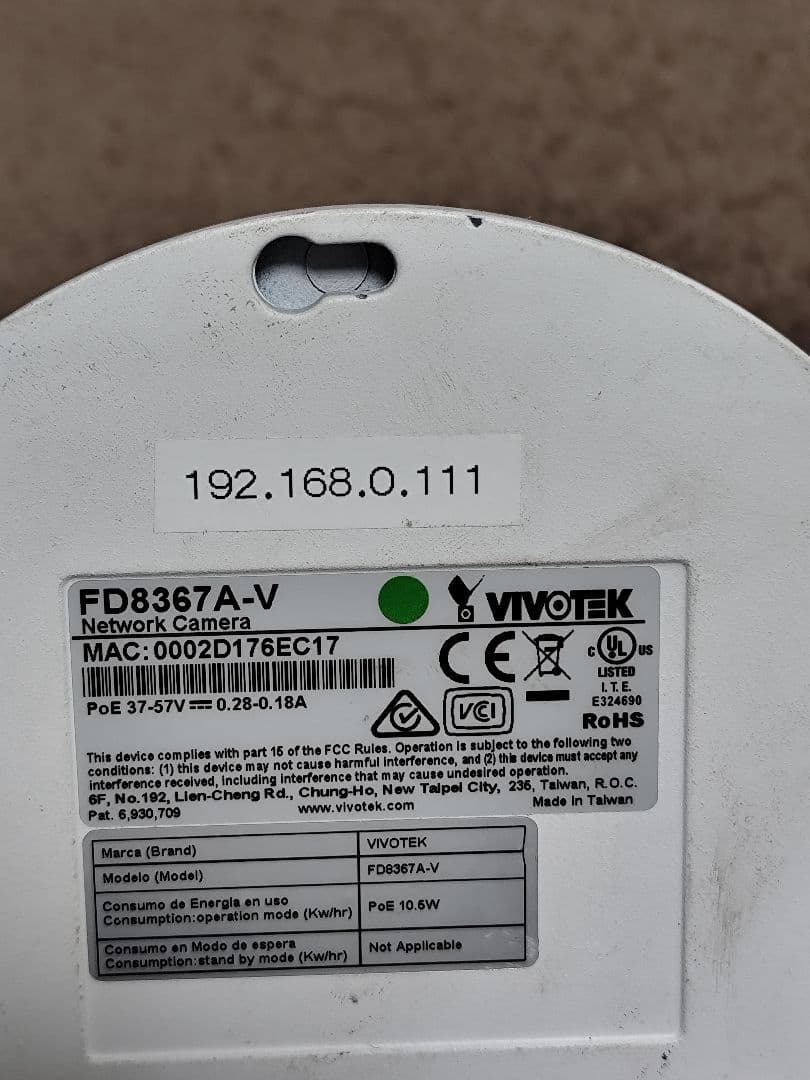 192.168.0.111
FD8367A-V
Network Camera
VIVOTEK
MAC:0002D176EC17
PoE 37-57V 0.28-0.18A
CE
c UL US
LISTED
I.T.E.
E324690
RoHS
VCI
This device complies with part 15 of the FCC Rules. Operation is subject to the following two
conditions: (1) this device may not cause harmful interference, and (2) this device must accept any
interference received, including interference that may cause undesired operation.
6F, No.192, Lien-Cheng Rd., Chung-Ho, New Taipei City, 235, Taiwan, R.O.C.
Pat. 6,930,709 www.vivotek.com Made in Taiwan
Marca (Brand) VIVOTEK
Modelo (Model) FD8367A-V
Consumo de Energia en uso
Consumption:operation mode (Kw/hr) PoE 10.5W
Consumo en Modo de espera
Consumption:stand by mode (Kw/hr) Not Applicable